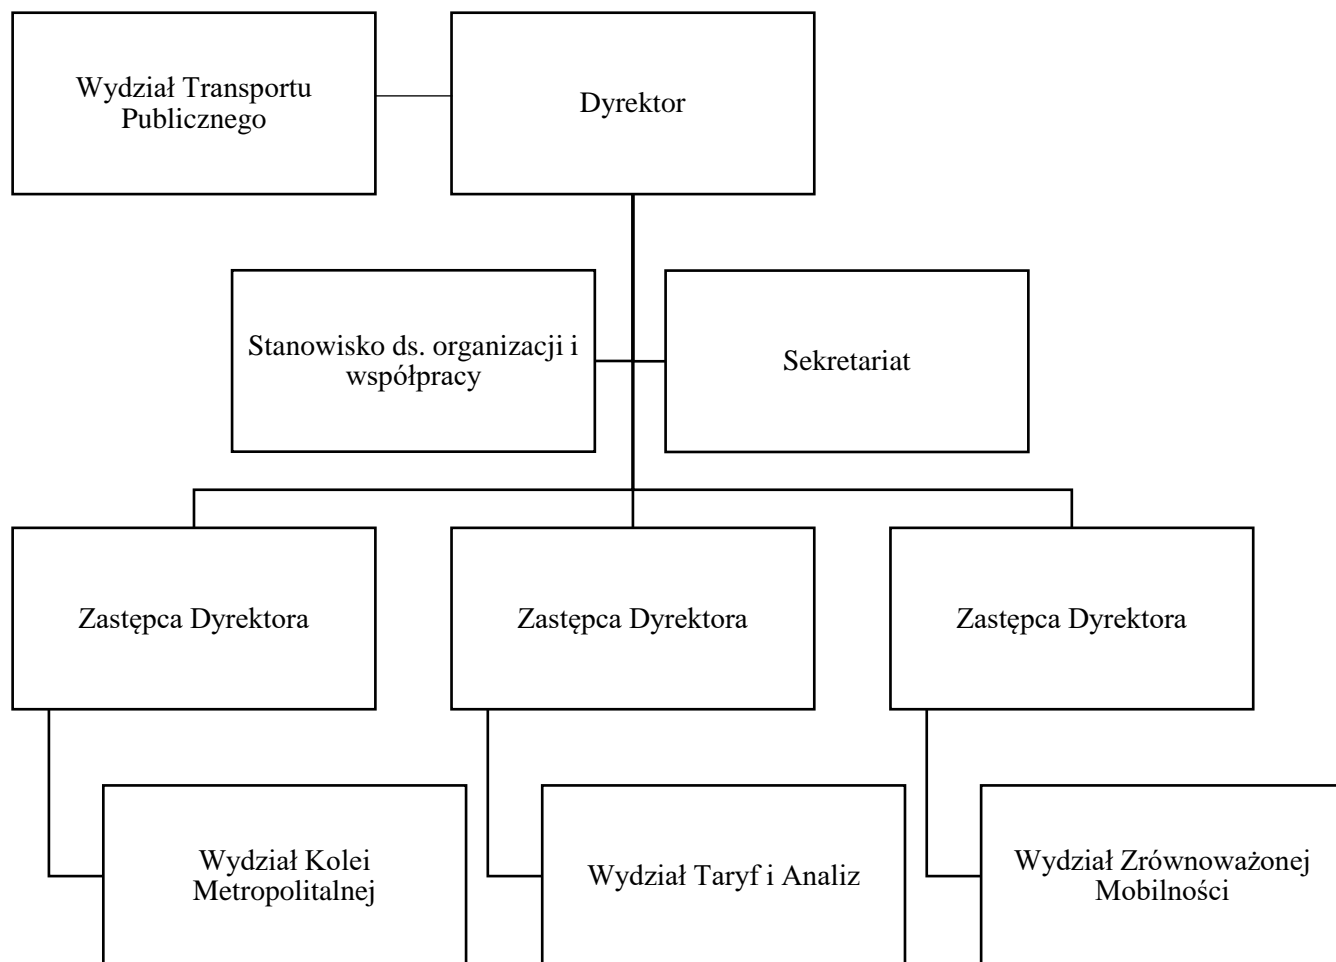 Wydział Transportu
Publicznego
Dyrektor
Stanowisko ds. organizacji i
współpracy
Sekretariat
Zastępca Dyrektora
Zastępca Dyrektora
Zastępca Dyrektora
Wydział Kolei
Metropolitalnej
Wydział Taryf i Analiz
Wydział Zrównoważonej
Mobilności